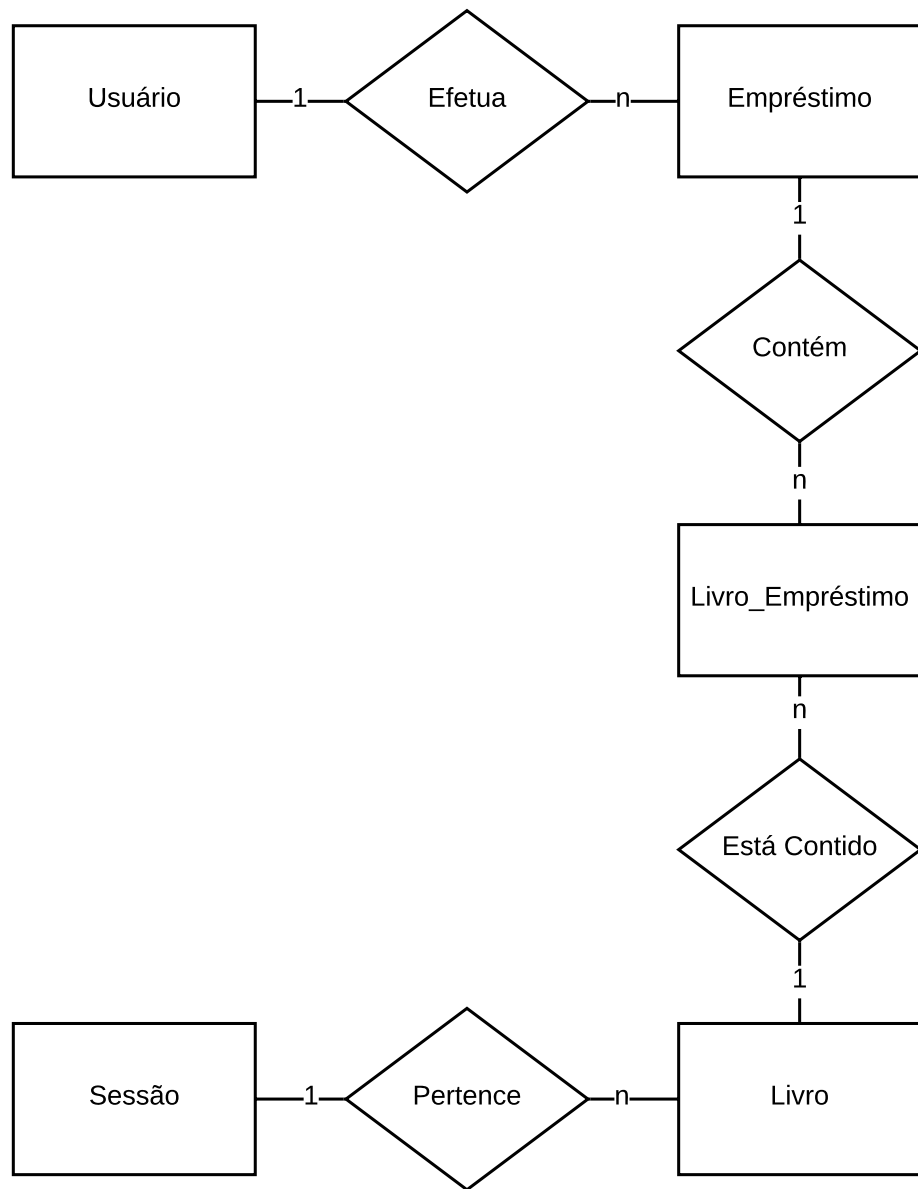 Usuário
1
Efetua
n
Empréstimo
1
Contém
n
Livro_Empréstimo
n
Está Contido
1
Sessão
1
Pertence
n
Livro